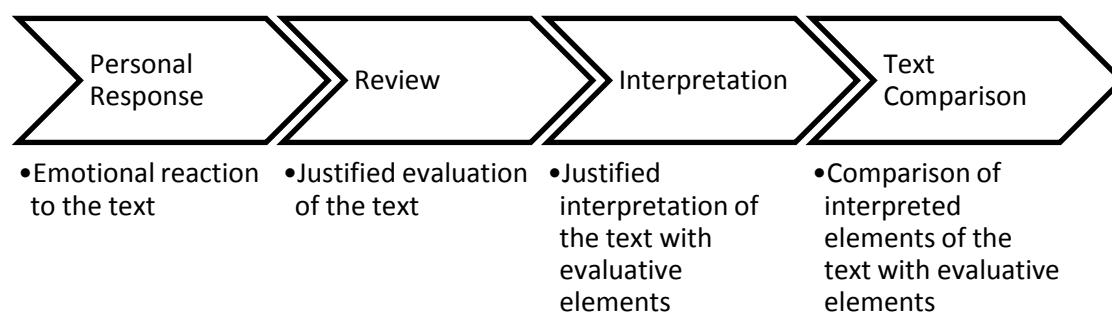 Personal
Response
Review
Interpretation
Text
Comparison
•Emotional reaction
to the text
•Justified evaluation
of the text
•Justified
interpretation of
the text with
evaluative
elements
•Comparison of
interpreted
elements of the
text with evaluative
elements